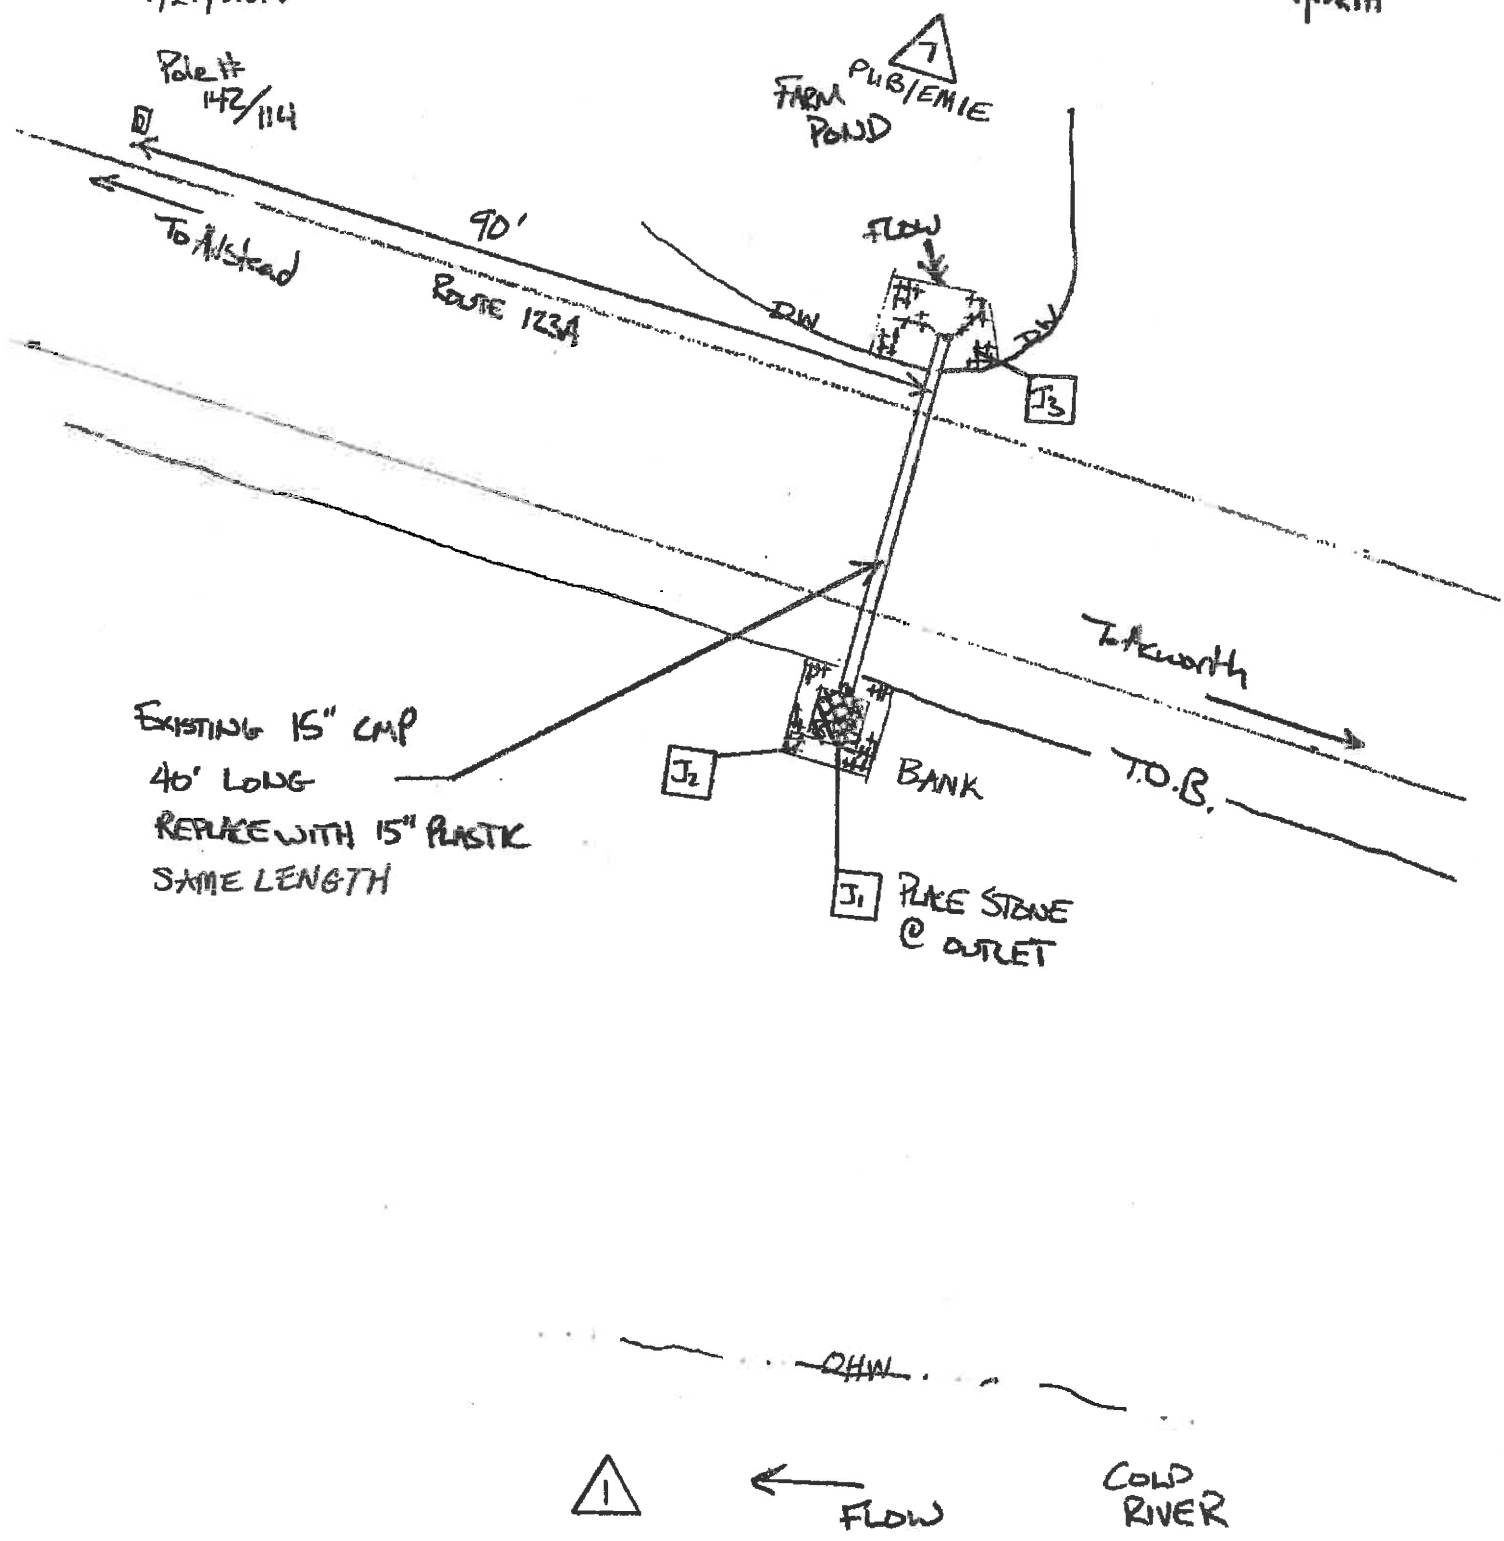 Pole #
142/114
7
PUB/EMIE
FARM
POND
FLOW
To Alstead
90'
ROUTE 123A
DW
DW
J3
To Acworth
EXISTING 15" CMP
40' LONG
REPLACE WITH 15" PLASTIC
SAME LENGTH
J2
BANK
T.O.B.
J1
PLACE STONE
@ OUTLET
OHW
1
FLOW
COLD
RIVER